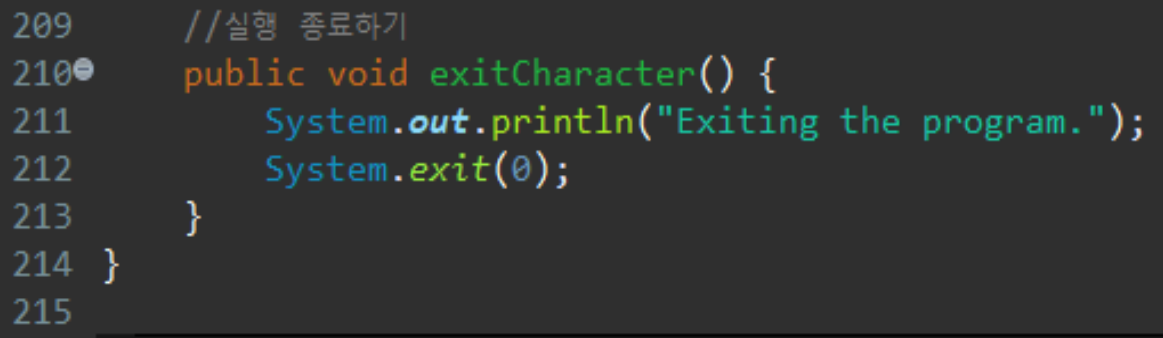 209 //실행 종료하기
210 public void exitCharacter() {
211 System.out.println("Exiting the program.");
212 System.exit(0);
213 }
214 }
215